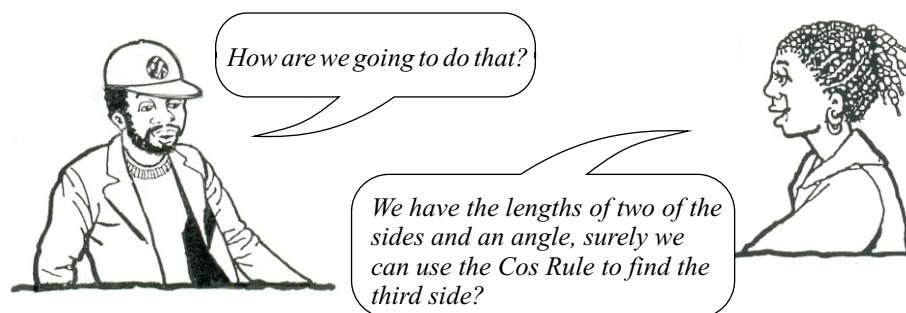 How are we going to do that?
We have the lengths of two of the
sides and an angle, surely we
can use the Cos Rule to find the
third side?